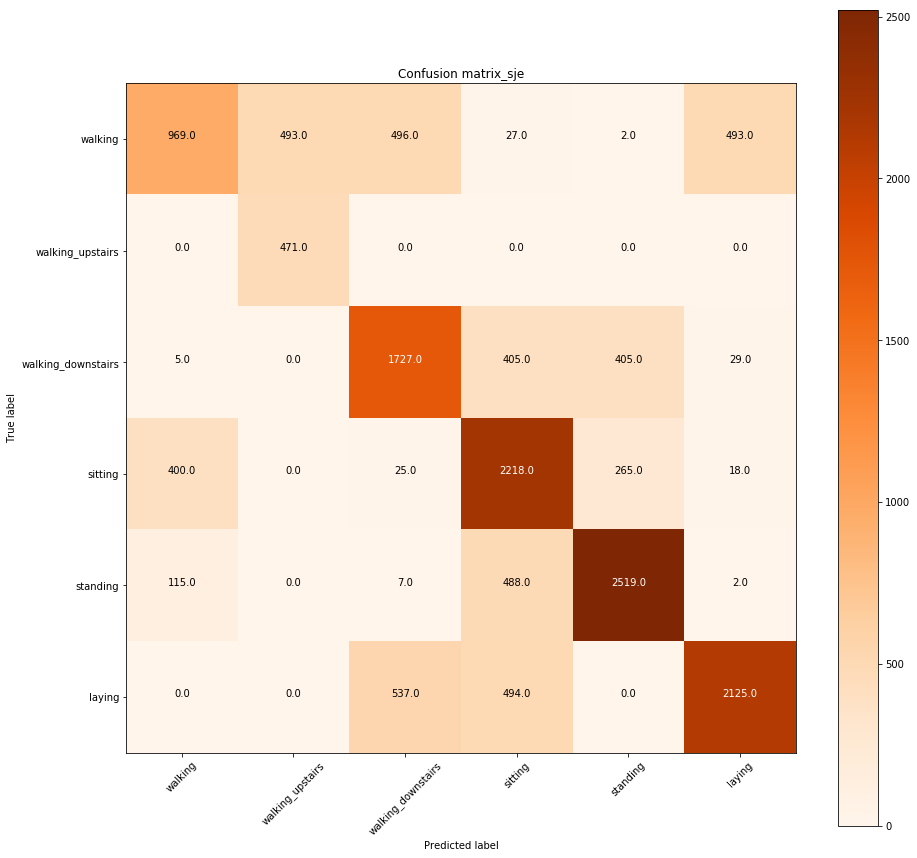 Confusion matrix_sje
2500
2000
1500
1000
500
0
True label
walking 969.0 493.0 496.0 27.0 2.0 493.0
walking_upstairs 0.0 471.0 0.0 0.0 0.0 0.0
walking_downstairs 5.0 0.0 1727.0 405.0 405.0 29.0
sitting 400.0 0.0 25.0 2218.0 265.0 18.0
standing 115.0 0.0 7.0 488.0 2519.0 2.0
laying 0.0 0.0 537.0 494.0 0.0 2125.0
walking walking_upstairs walking_downstairs sitting standing laying
Predicted label